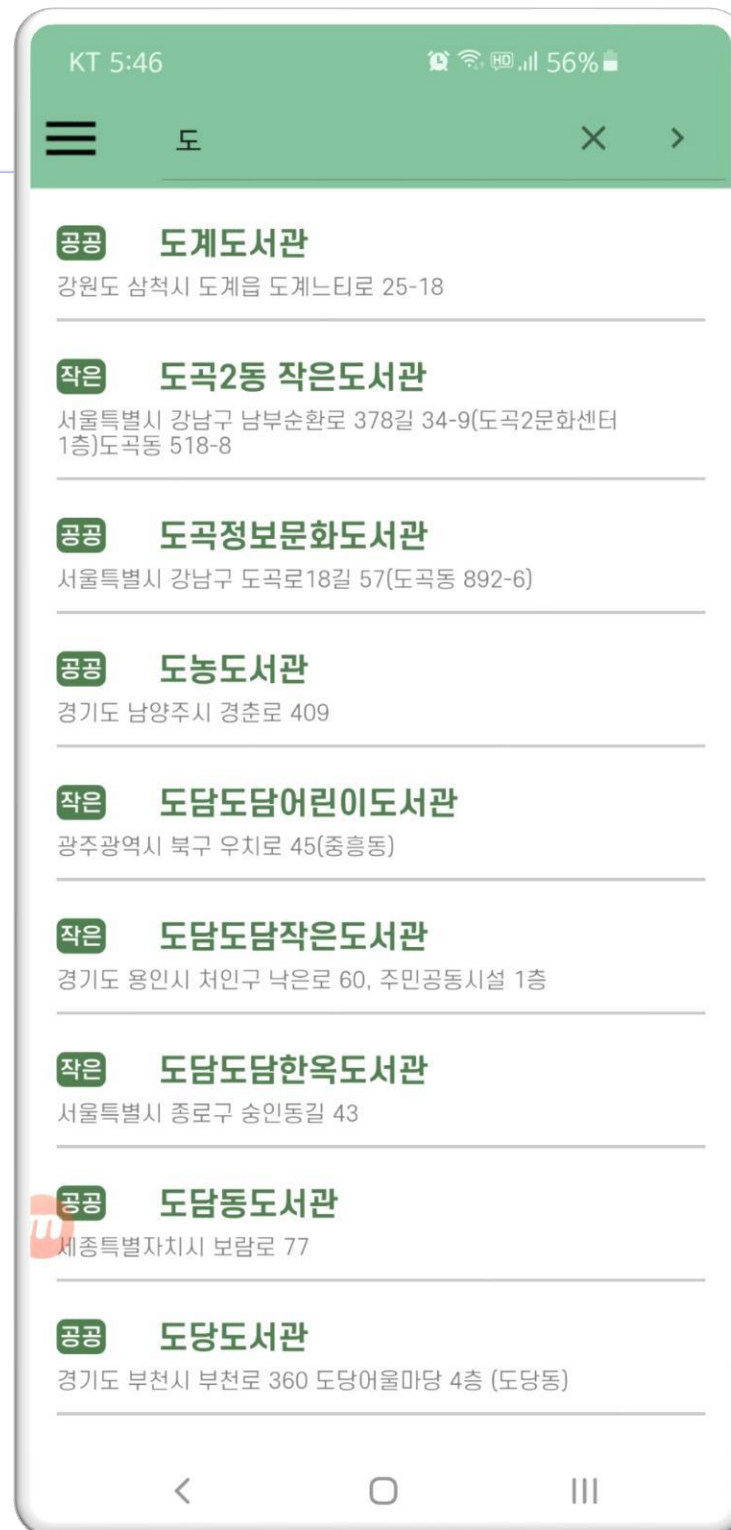 KT 5:46 HD 56%
도
공공 도계도서관
강원도 삼척시 도계읍 도계느티로 25-18
작은 도곡2동 작은도서관
서울특별시 강남구 남부순환로 378길 34-9(도곡2문화센터
1층)도곡동 518-8
공공 도곡정보문화도서관
서울특별시 강남구 도곡로18길 57(도곡동 892-6)
공공 도농도서관
경기도 남양주시 경춘로 409
작은 도담도담어린이도서관
광주광역시 북구 우치로 45(중흥동)
작은 도담도담작은도서관
경기도 용인시 처인구 낙은로 60, 주민공동시설 1층
작은 도담도담한옥도서관
서울특별시 종로구 숭인동길 43
공공 도담동도서관
m
세종특별자치시 보람로 77
공공 도당도서관
경기도 부천시 부천로 360 도당어울마당 4층 (도당동)